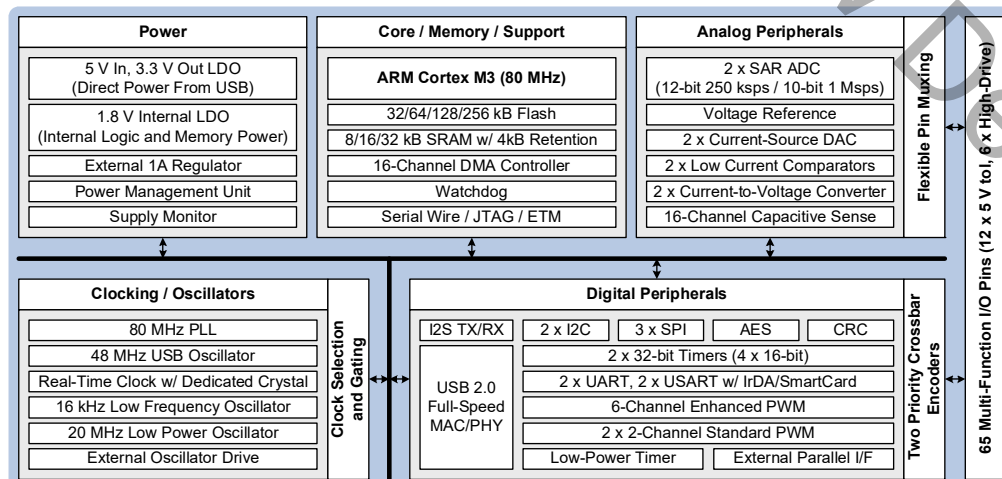 Power
5 V In, 3.3 V Out LDO
(Direct Power From USB)
1.8 V Internal LDO
(Internal Logic and Memory Power)
External 1A Regulator
Power Management Unit
Supply Monitor
Core / Memory / Support
ARM Cortex M3 (80 MHz)
32/64/128/256 kB Flash
8/16/32 kB SRAM w/ 4kB Retention
16-Channel DMA Controller
Watchdog
Serial Wire / JTAG / ETM
Analog Peripherals
2 x SAR ADC
(12-bit 250 ksps / 10-bit 1 Msps)
Voltage Reference
2 x Current-Source DAC
2 x Low Current Comparators
2 x Current-to-Voltage Converter
16-Channel Capacitive Sense
Flexible Pin Muxing
65 Multi-Function I/O Pins (12 x 5 V tol, 6 x High-Drive)
Clocking / Oscillators
80 MHz PLL
48 MHz USB Oscillator
Real-Time Clock w/ Dedicated Crystal
16 kHz Low Frequency Oscillator
20 MHz Low Power Oscillator
External Oscillator Drive
Clock Selection
and Gating
Digital Peripherals
I2S TX/RX
2 x I2C
3 x SPI
AES
CRC
USB 2.0
Full-Speed
MAC/PHY
2 x 32-bit Timers (4 x 16-bit)
2 x UART, 2 x USART w/ IrDA/SmartCard
6-Channel Enhanced PWM
2 x 2-Channel Standard PWM
Low-Power Timer
External Parallel I/F
Two Priority Crossbar
Encoders